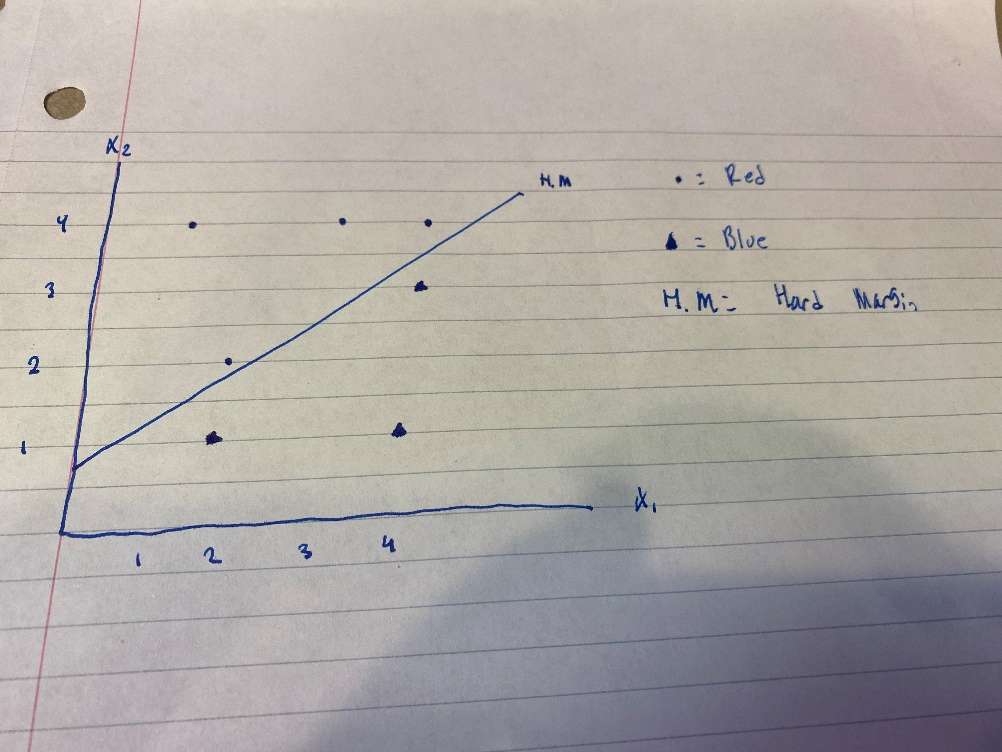 X2
4
3
2
1
1 2 3 4
X1
H.M
• = Red
▲ = Blue
H.M = Hard Margin